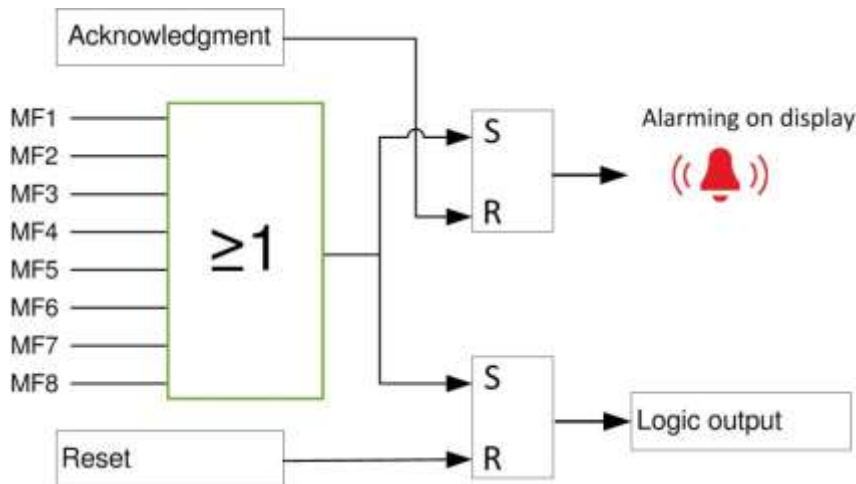 Acknowledgment
MF1
MF2
MF3
MF4
MF5
MF6
MF7
MF8
≥1
S
R
Alarming on display
S
R
Logic output
Reset